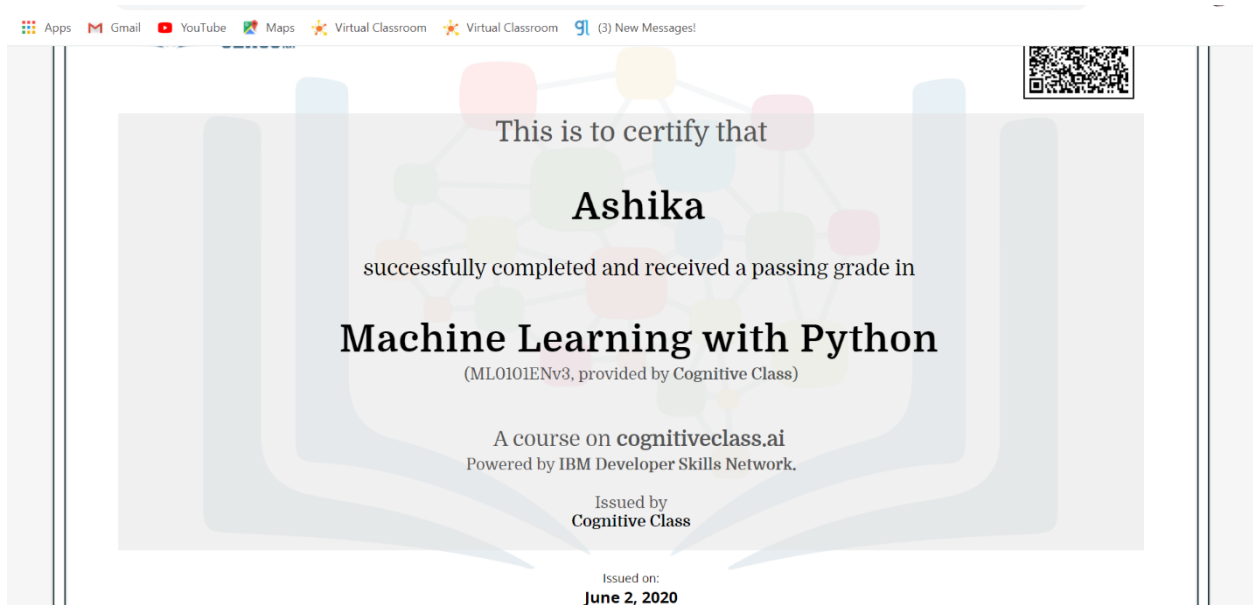 Apps Gmail YouTube Maps Virtual Classroom Virtual Classroom (3) New Messages!
This is to certify that
Ashika
successfully completed and received a passing grade in
Machine Learning with Python
(ML0101ENv3, provided by Cognitive Class)
A course on cognitiveclass.ai
Powered by IBM Developer Skills Network.
Issued by
Cognitive Class
Issued on:
June 2, 2020